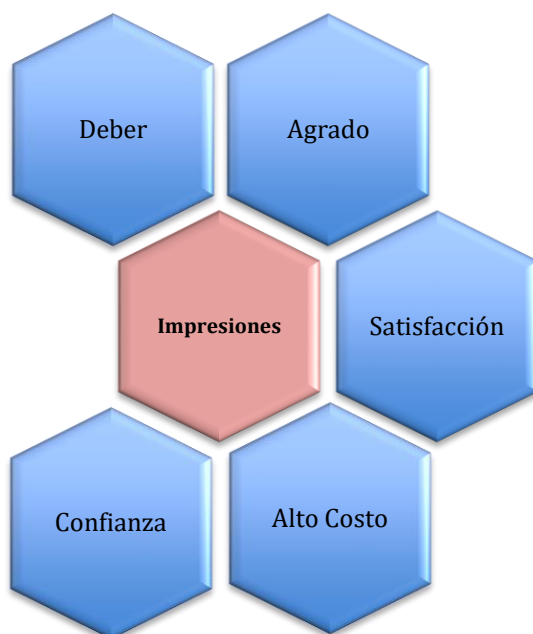 Deber
Agrado
Impresiones
Satisfacción
Confianza
Alto Costo